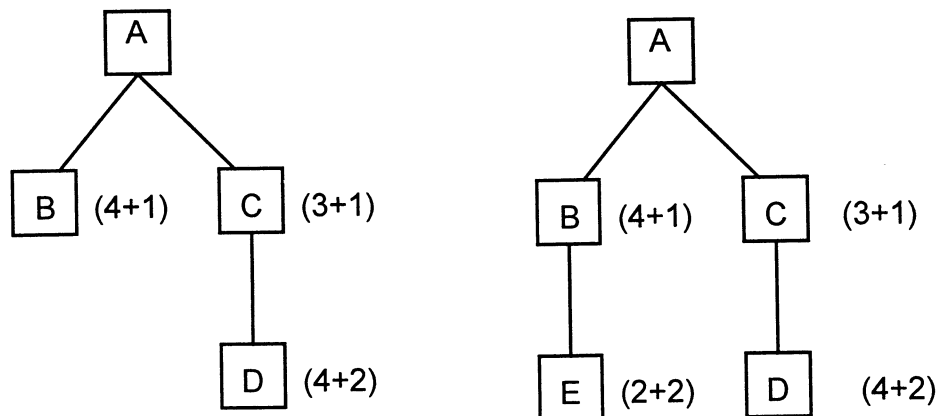 A
B (4+1) C (3+1)
D (4+2)
A
B (4+1) C (3+1)
E (2+2) D (4+2)